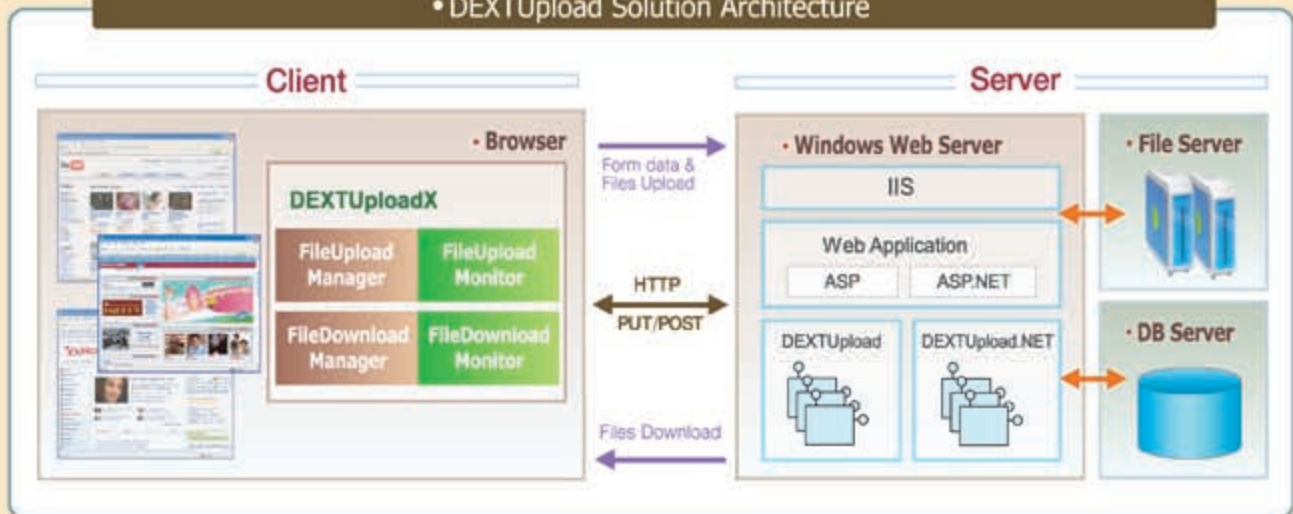 • DEXTUpload Solution Architecture
Client
Server
• Browser
DEXTUploadX
FileUpload
Manager
FileUpload
Monitor
FileDownload
Manager
FileDownload
Monitor
Form data &
Files Upload
HTTP
PUT/POST
Files Download
• Windows Web Server
IIS
Web Application
ASP
ASP.NET
DEXTUpload
DEXTUpload.NET
• File Server
• DB Server